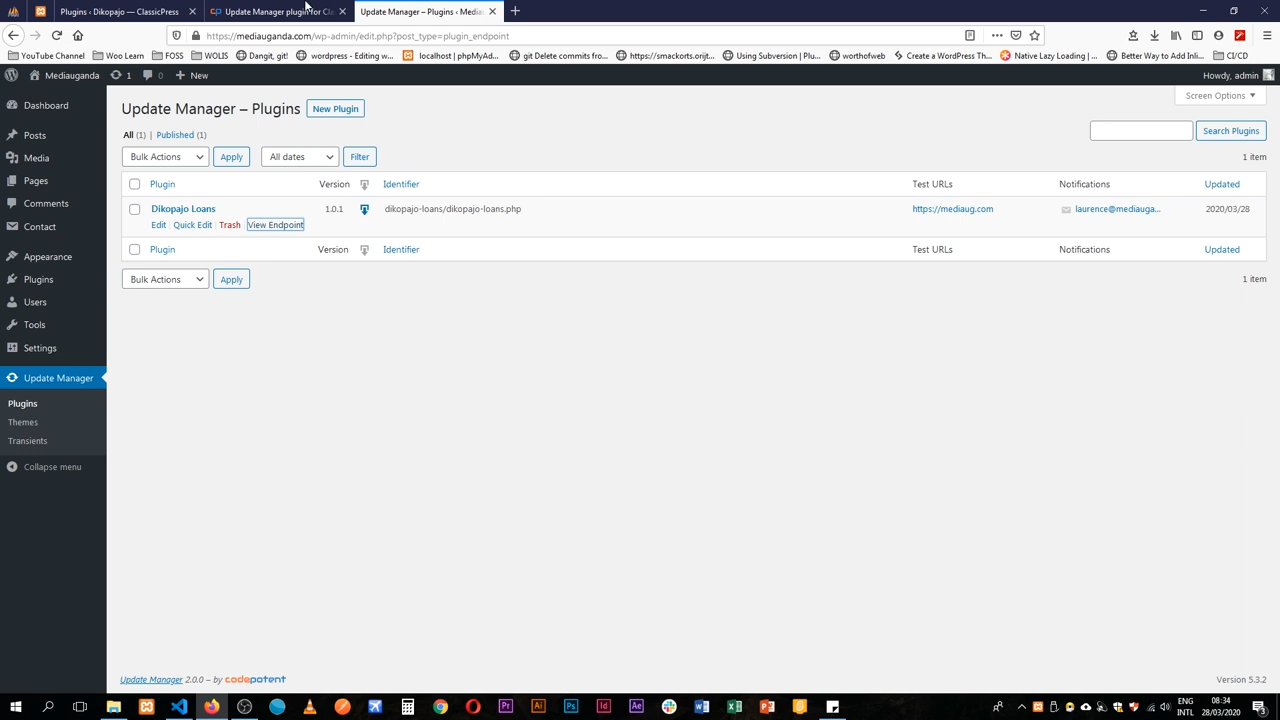 Plugins ‹ Dikopajo — ClassicPress
Update Manager plugin for Cla
Update Manager – Plugins ‹ Media
https://mediauganda.com/wp-admin/edit.php?post_type=plugin_endpoint
YouTube Channel
Woo Learn
FOSS
WOLIS
Dangit, git!
wordpress - Editing w...
localhost | phpMyAd...
git Delete commits fro...
https://smackorts.orijt...
Using Subversion | Plu...
worthofweb
Create a WordPress Th...
Native Lazy Loading | ...
Better Way to Add Inli...
CI/CD
Mediauganda
1
0
New
Howdy, admin
Dashboard
Posts
Media
Pages
Comments
Contact
Appearance
Plugins
Users
Tools
Settings
Update Manager
Plugins
Themes
Transients
Collapse menu
Screen Options
Update Manager – Plugins New Plugin
All (1) | Published (1)
Search Plugins
Bulk Actions Apply All dates Filter
1 item
Plugin Version Identifier Test URLs Notifications Updated
Dikopajo Loans 1.0.1 dikopajo-loans/dikopajo-loans.php https://mediaug.com laurence@mediauga... 2020/03/28
Edit | Quick Edit | Trash | View Endpoint
Plugin Version Identifier Test URLs Notifications Updated
Bulk Actions Apply
1 item
Update Manager 2.0.0 – by codepotent
Version 5.3.2
ENG
INTL
08:34
28/03/2020